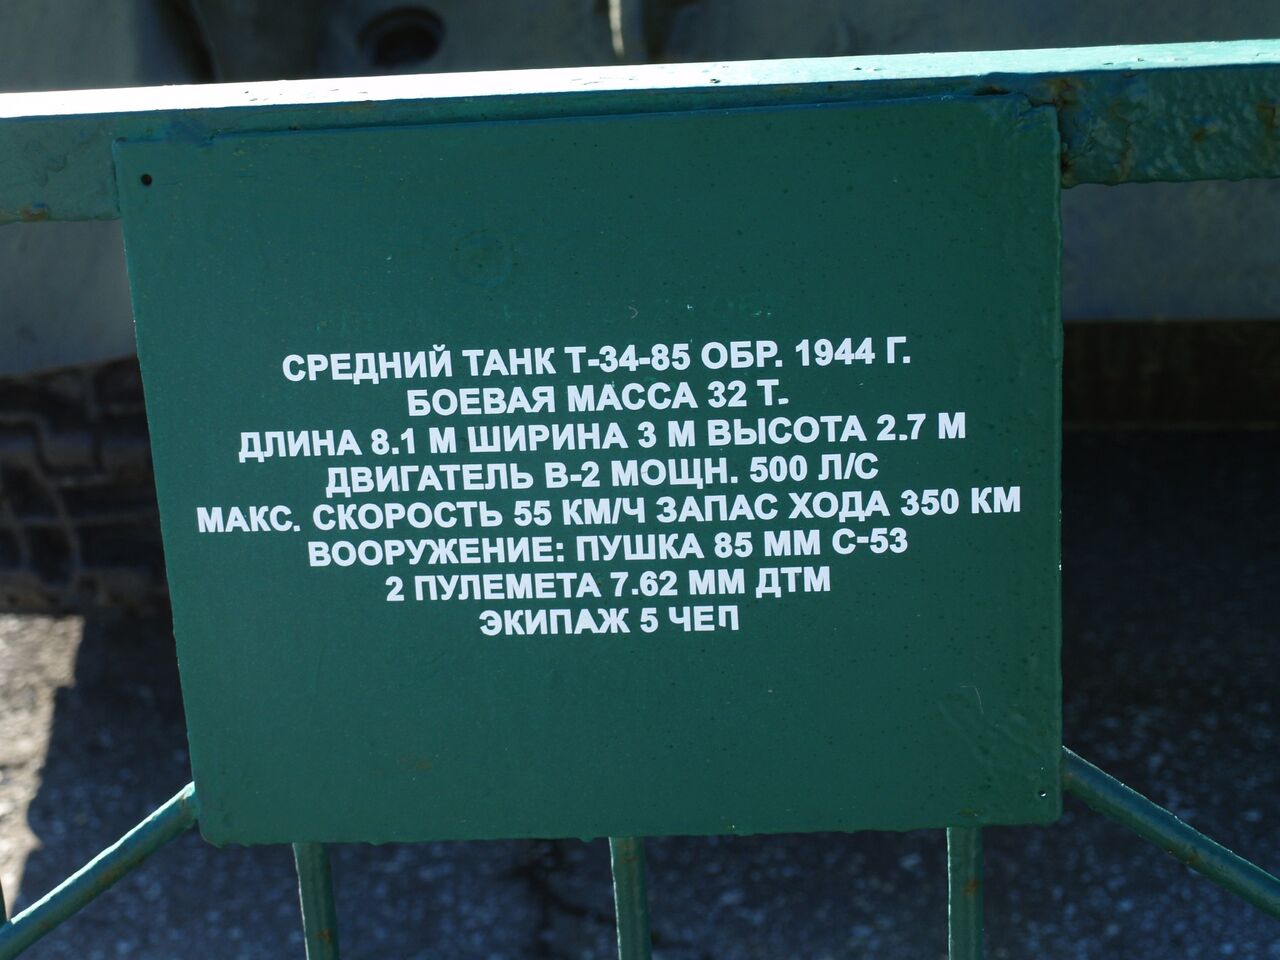 СРЕДНИЙ ТАНК Т-34-85 ОБР. 1944 Г.
БОЕВАЯ МАССА 32 Т.
ДЛИНА 8.1 М ШИРИНА 3 М ВЫСОТА 2.7 М
ДВИГАТЕЛЬ В-2 МОЩН. 500 Л/С
МАКС. СКОРОСТЬ 55 КМ/Ч ЗАПАС ХОДА 350 КМ
ВООРУЖЕНИЕ: ПУШКА 85 ММ С-53
2 ПУЛЕМЕТА 7.62 ММ ДТМ
ЭКИПАЖ 5 ЧЕЛ